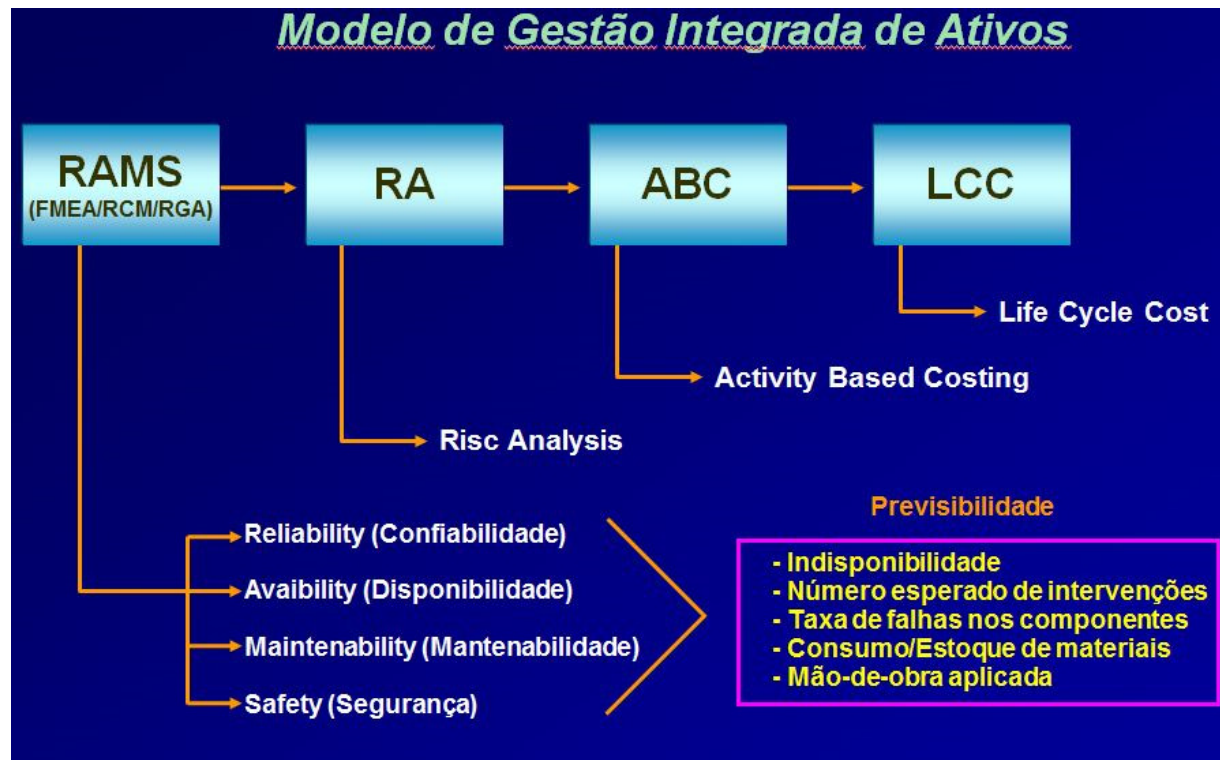 Modelo de Gestão Integrada de Ativos
RAMS
(FMEA/RCM/RGA)
RA
ABC
LCC
Life Cycle Cost
Activity Based Costing
Risc Analysis
Reliability (Confiabilidade)
Avaibility (Disponibilidade)
Maintenability (Mantenabilidade)
Safety (Segurança)
Previsibilidade
- Indisponibilidade
- Número esperado de intervenções
- Taxa de falhas nos componentes
- Consumo/Estoque de materiais
- Mão-de-obra aplicada